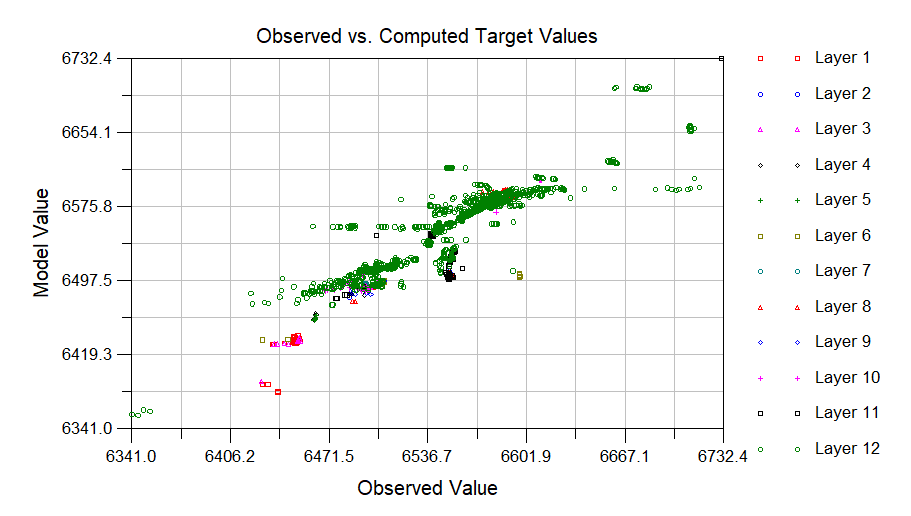 Observed vs. Computed Target Values
6732.4
6654.1
6575.8
6497.5
6419.3
6341.0
Model Value
6341.0 6406.2 6471.5 6536.7 6601.9 6667.1 6732.4
Observed Value
Layer 1
Layer 2
Layer 3
Layer 4
Layer 5
Layer 6
Layer 7
Layer 8
Layer 9
Layer 10
Layer 11
Layer 12